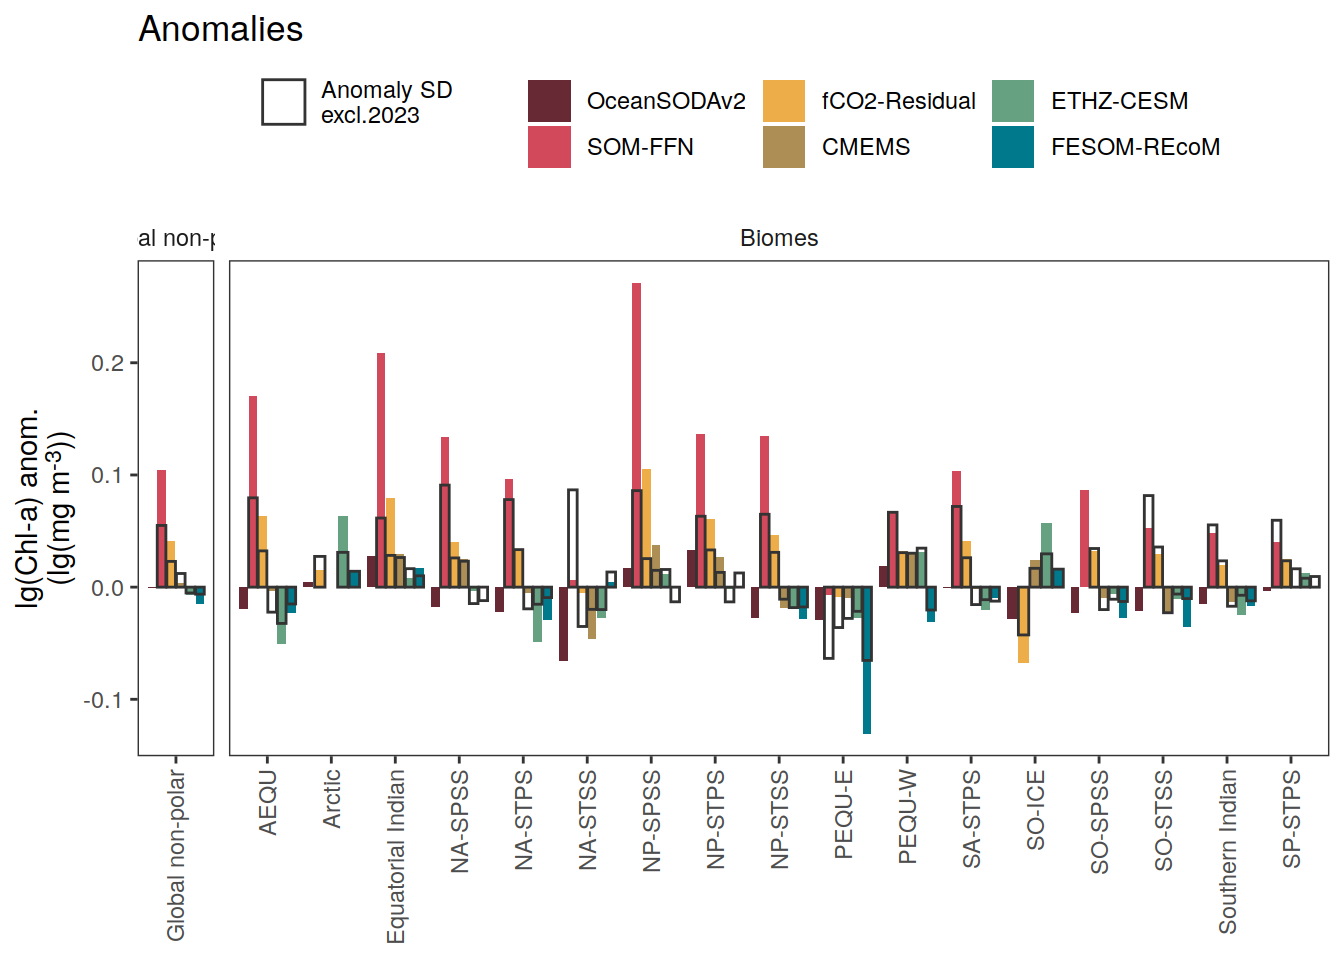 Anomalies
Anomaly SD
excl.2023
OceanSODAv2
SOM-FFN
fCO2-Residual
CMEMS
ETHZ-CESM
FESOM-REcoM
al non-p
Biomes
lg(Chl-a) anom.
(lg(mg m-3))
0.2
0.1
0.0
-0.1
Global non-polar
AEQU
Arctic
Equatorial Indian
NA-SPSS
NA-STPS
NA-STSS
NP-SPSS
NP-STPS
NP-STSS
PEQU-E
PEQU-W
SA-STPS
SO-ICE
SO-SPSS
SO-STSS
Southern Indian
SP-STPS